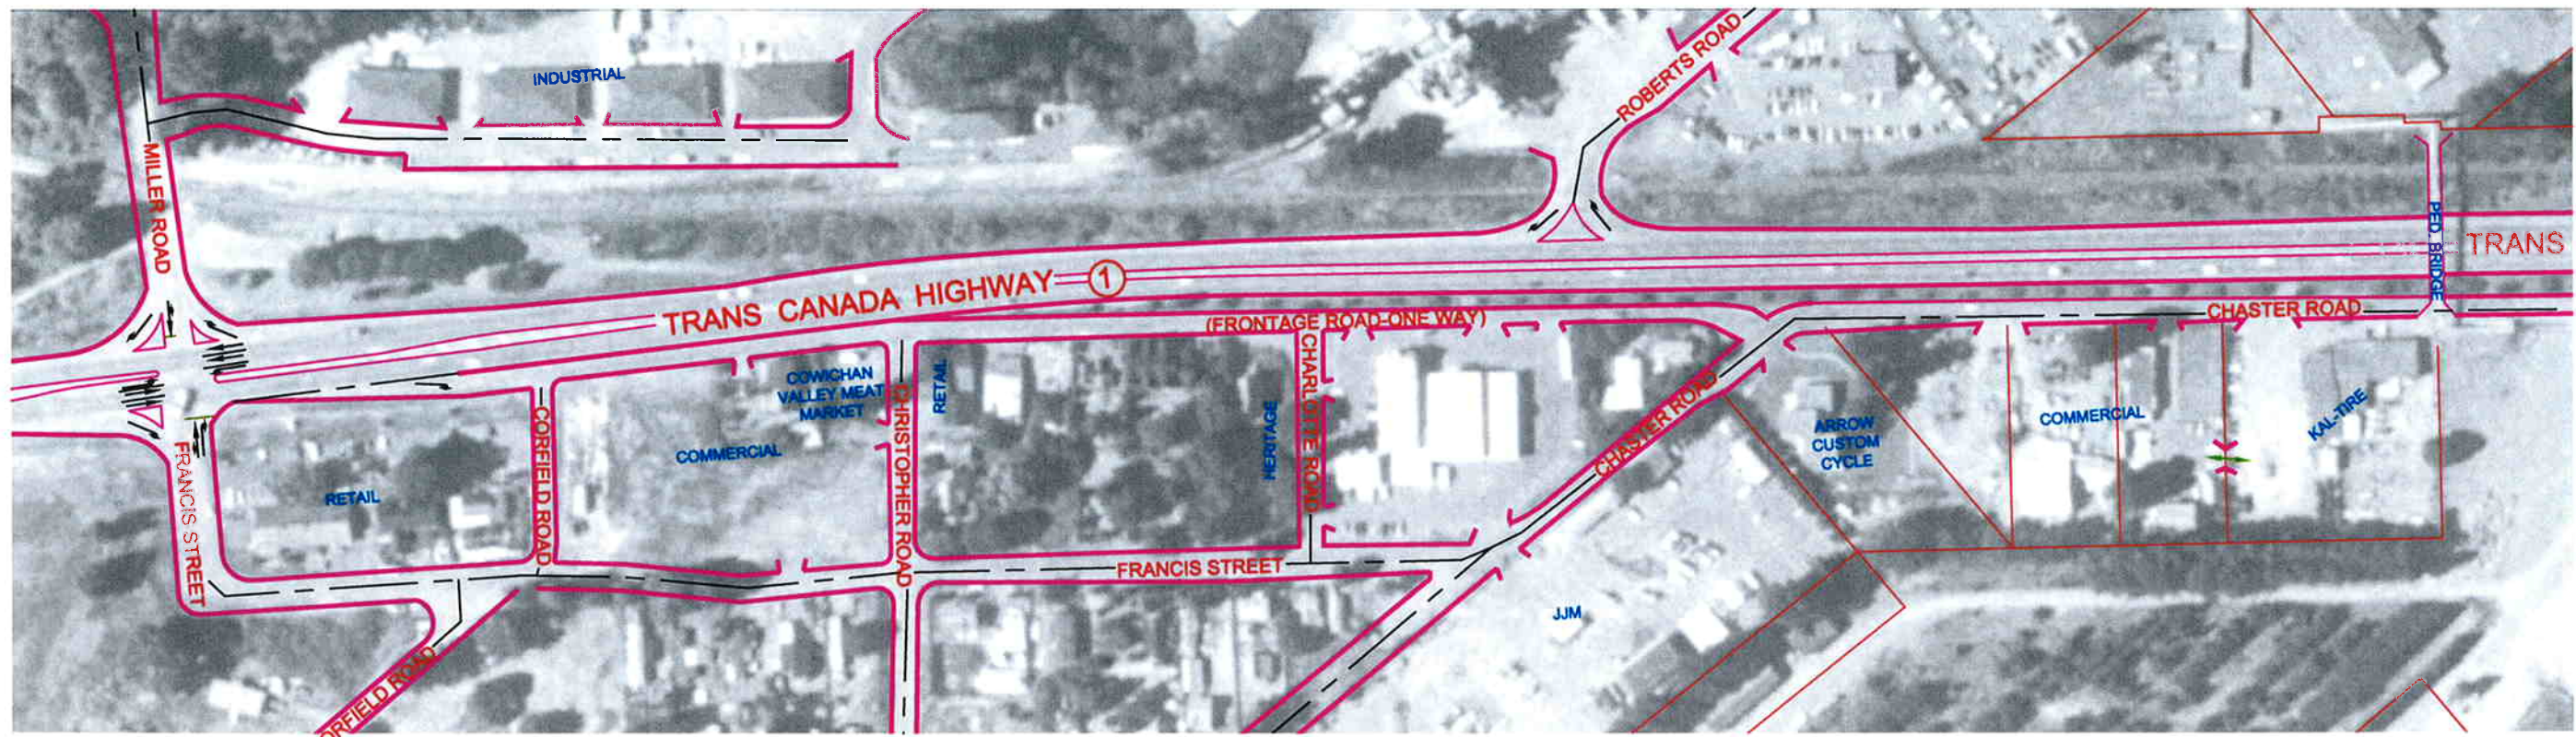 INDUSTRIAL
ROBERTS ROAD
MILLER ROAD
PED. BRIDGE
TRANS
TRANS CANADA HIGHWAY
1
(FRONTAGE ROAD-ONE WAY)
CHASTER ROAD
COWICHAN
VALLEY MEAT
MARKET
RETAIL
CHARLOTTE ROAD
CHRISTOPHER ROAD
CORFIELD ROAD
COMMERCIAL
HERITAGE
CHASTER ROAD
ARROW
CUSTOM
CYCLE
COMMERCIAL
KAL-TIRE
FRANCIS STREET
RETAIL
FRANCIS STREET
JJM
ORFIELD ROAD